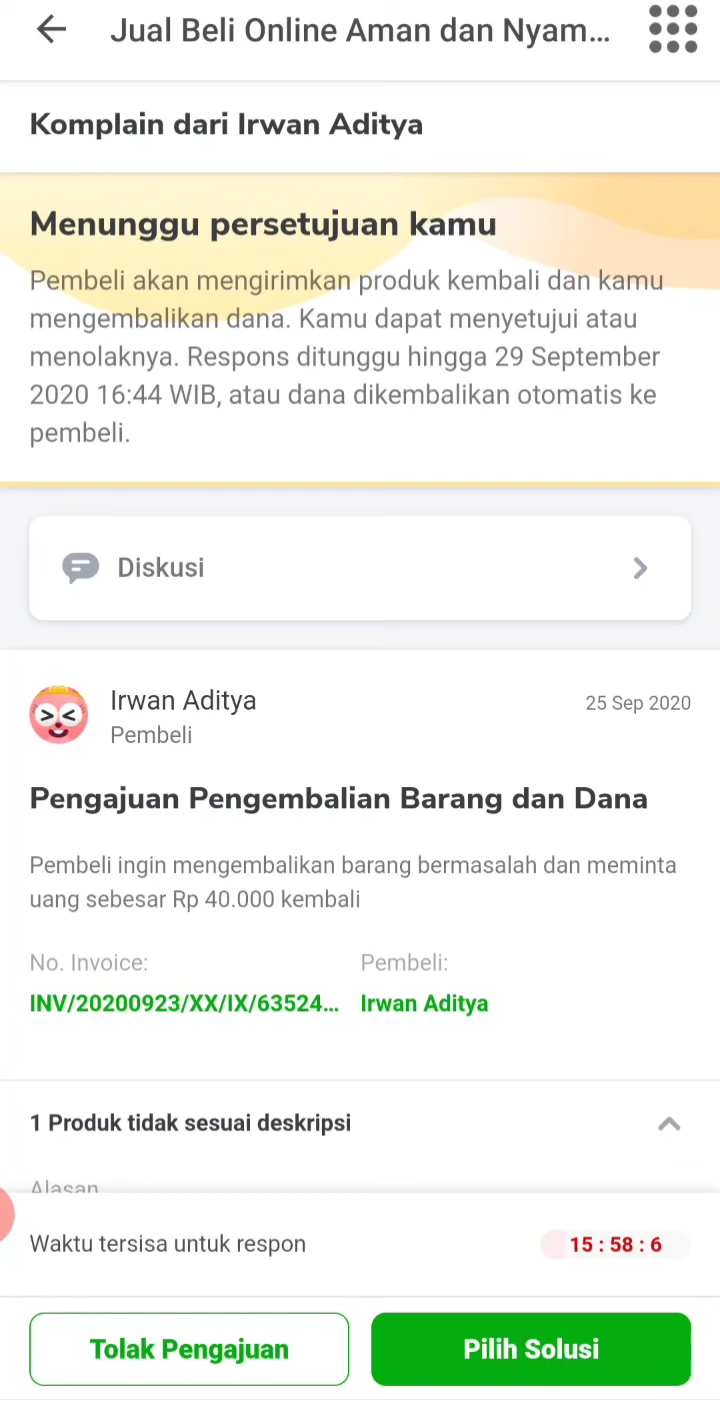 Jual Beli Online Aman dan Nyam...
Komplain dari Irwan Aditya
Menunggu persetujuan kamu
Pembeli akan mengirimkan produk kembali dan kamu
mengembalikan dana. Kamu dapat menyetujui atau
menolaknya. Respons ditunggu hingga 29 September
2020 16:44 WIB, atau dana dikembalikan otomatis ke
pembeli.
Diskusi
Irwan Aditya
25 Sep 2020
Pembeli
Pengajuan Pengembalian Barang dan Dana
Pembeli ingin mengembalikan barang bermasalah dan meminta
uang sebesar Rp 40.000 kembali
No. Invoice:
Pembeli:
INV/20200923/XX/IX/63524...
Irwan Aditya
1 Produk tidak sesuai deskripsi
Alasan
Waktu tersisa untuk respon
15 : 58 : 6
Tolak Pengajuan
Pilih Solusi